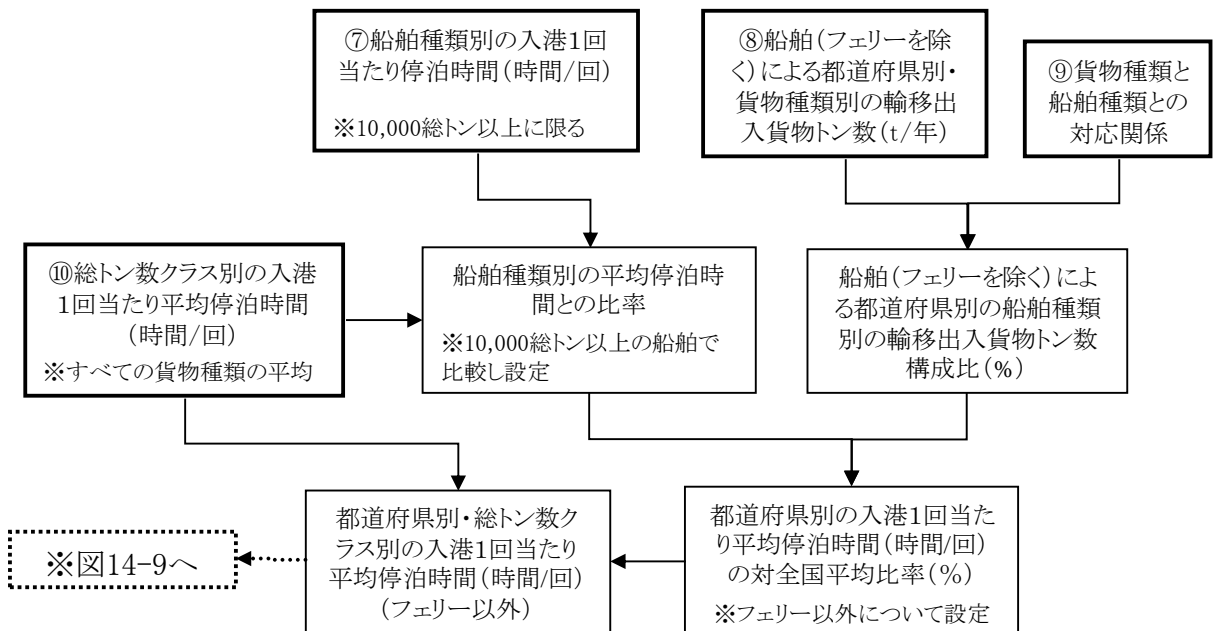 ⑦船舶種類別の入港1回
当たり停泊時間(時間/回)
※10,000総トン以上に限る
⑧船舶(フェリーを除
く)による都道府県別・
貨物種類別の輸移出
入貨物トン数(t/年)
⑨貨物種類と
船舶種類との
対応関係
⑩総トン数クラス別の入港
1回当たり平均停泊時間
(時間/回)
※すべての貨物種類の平均
船舶種類別の平均停泊時
間との比率
※10,000総トン以上の船舶で
比較し設定
船舶(フェリーを除く)によ
る都道府県別の船舶種類
別の輸移出入貨物トン数
構成比(%)
※図14-9へ
都道府県別・総トン数ク
ラス別の入港1回当たり
平均停泊時間(時間/回)
(フェリー以外)
都道府県別の入港1回当た
り平均停泊時間(時間/回)
の対全国平均比率(%)
※フェリー以外について設定